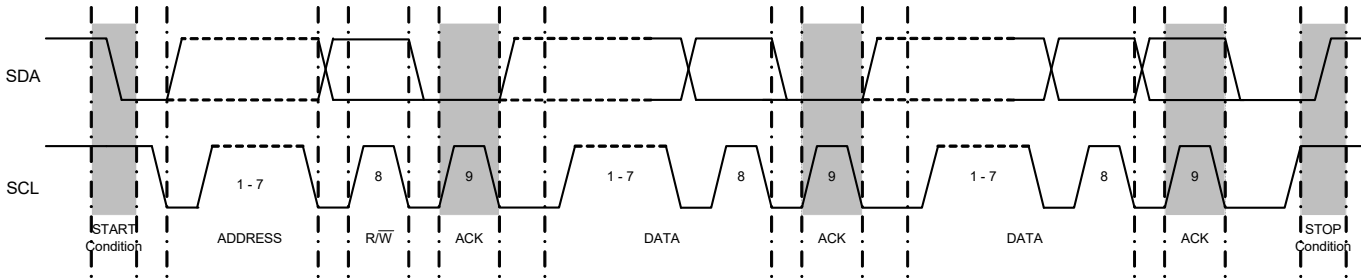 SDA
SCL
1 - 7
8
9
1 - 7
8
9
1 - 7
8
9
START
Condition
ADDRESS
R/W̅
ACK
DATA
ACK
DATA
ACK
STOP
Condition